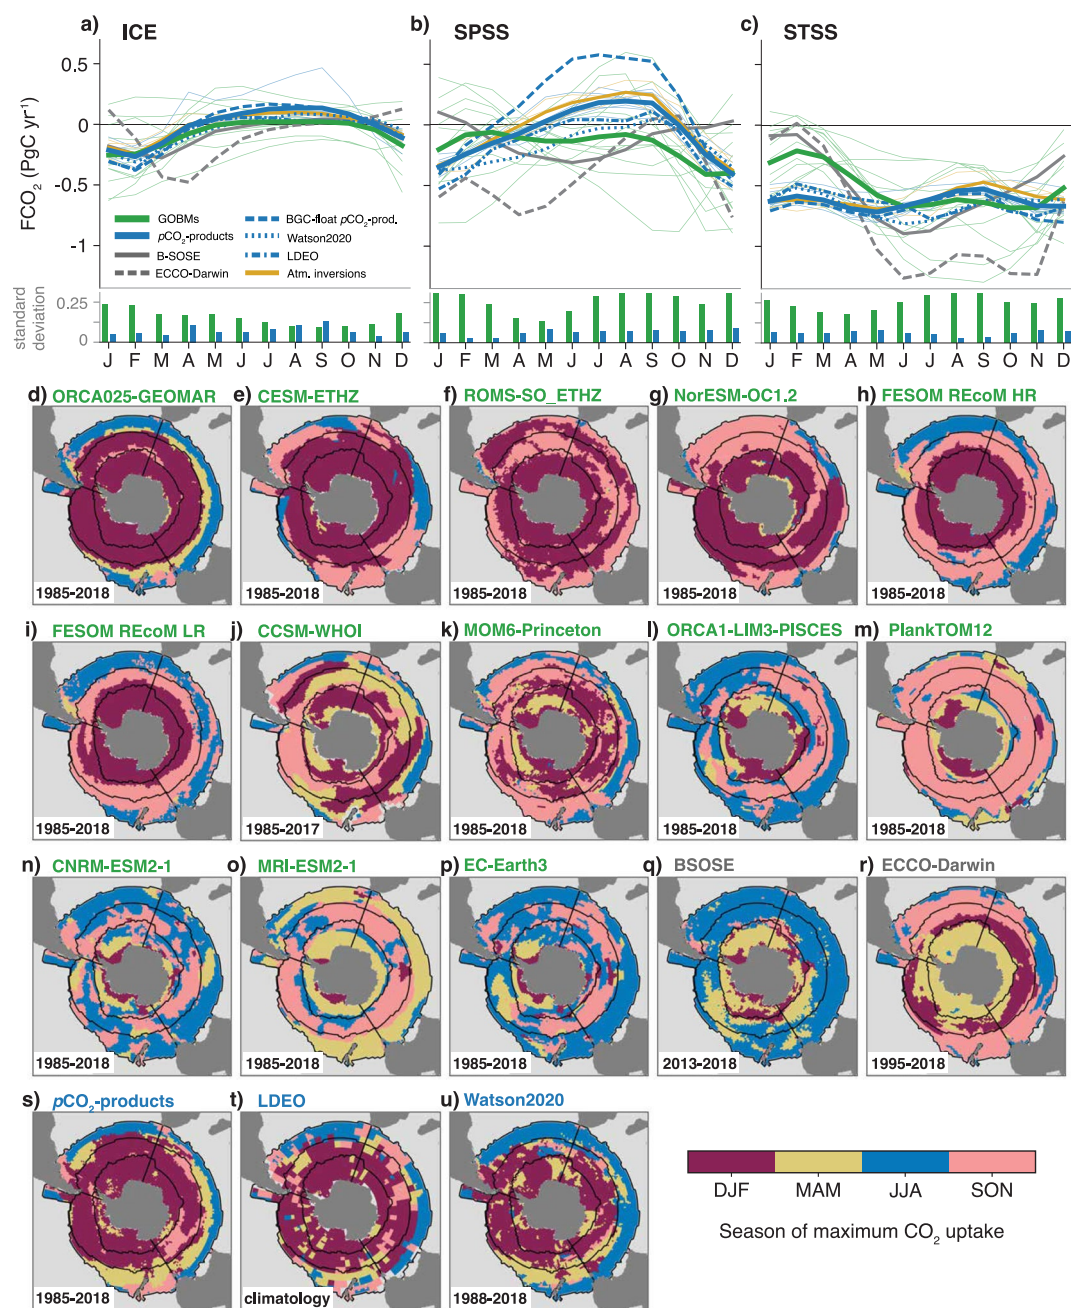 a) ICE
b) SPSS
c) STSS
FCO₂ (PgC yr⁻¹)
0.5
0
-0.5
-1
GOBMs
pCO₂-products
B-SOSE
ECCO-Darwin
BGC-float pCO₂-prod.
Watson2020
LDEO
Atm. inversions
standard
deviation
0.25
0
J F M A M J J A S O N D
J F M A M J J A S O N D
J F M A M J J A S O N D
d) ORCA025-GEOMAR
e) CESM-ETHZ
f) ROMS-SO_ETHZ
g) NorESM-OC1.2
h) FESOM REcoM HR
1985-2018
1985-2018
1985-2018
1985-2018
1985-2018
i) FESOM REcoM LR
j) CCSM-WHOI
k) MOM6-Princeton
l) ORCA1-LIM3-PISCES
m) PlankTOM12
1985-2018
1985-2017
1985-2018
1985-2018
1985-2018
n) CNRM-ESM2-1
o) MRI-ESM2-1
p) EC-Earth3
q) BSOSE
r) ECCO-Darwin
1985-2018
1985-2018
1985-2018
2013-2018
1995-2018
s) pCO₂-products
t) LDEO
u) Watson2020
1985-2018
climatology
1988-2018
DJF MAM JJA SON
Season of maximum CO₂ uptake